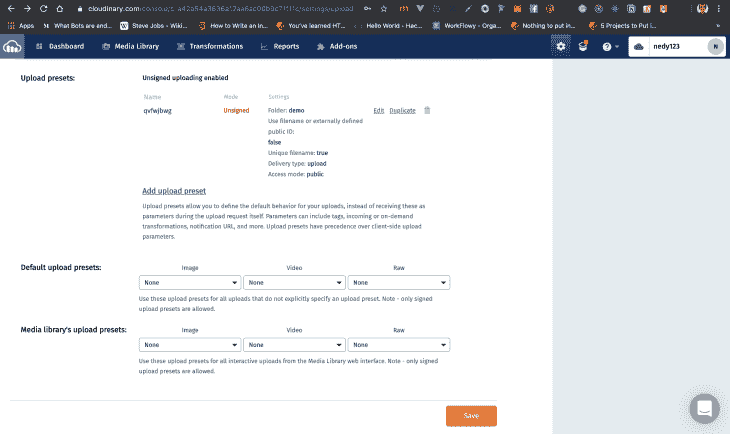 cloudinary.com
Apps
What Bots are and...
Steve Jobs - Wiki...
How to Write an In...
You've learned HT...
Hello World - Hac...
WorkFlowy - Orga...
Nothing to put in...
5 Projects to Put I...
»
Dashboard
Media Library
Transformations
Reports
Add-ons
nedy123
N
Upload presets:
Unsigned uploading enabled
Name
Mode
Settings
qvfwjbwg
Unsigned
Folder: demo
Edit
Duplicate
Use filename or externally defined
public ID:
false
Unique filename: true
Delivery type: upload
Access mode: public
Add upload preset
Upload presets allow you to define the default behavior for your uploads, instead of receiving these as
parameters during the upload request itself. Parameters can include tags, incoming or on-demand
transformations, notification URL, and more. Upload presets have precedence over client-side upload
parameters.
Default upload presets:
Image
Video
Raw
None
None
None
Use these upload presets for all uploads that do not explicitly specify an upload preset. Note - only signed
upload presets are allowed.
Media library's upload presets:
Image
Video
Raw
None
None
None
Use these upload presets for all interactive uploads from the Media Library web interface. Note - only signed
upload presets are allowed.
Save